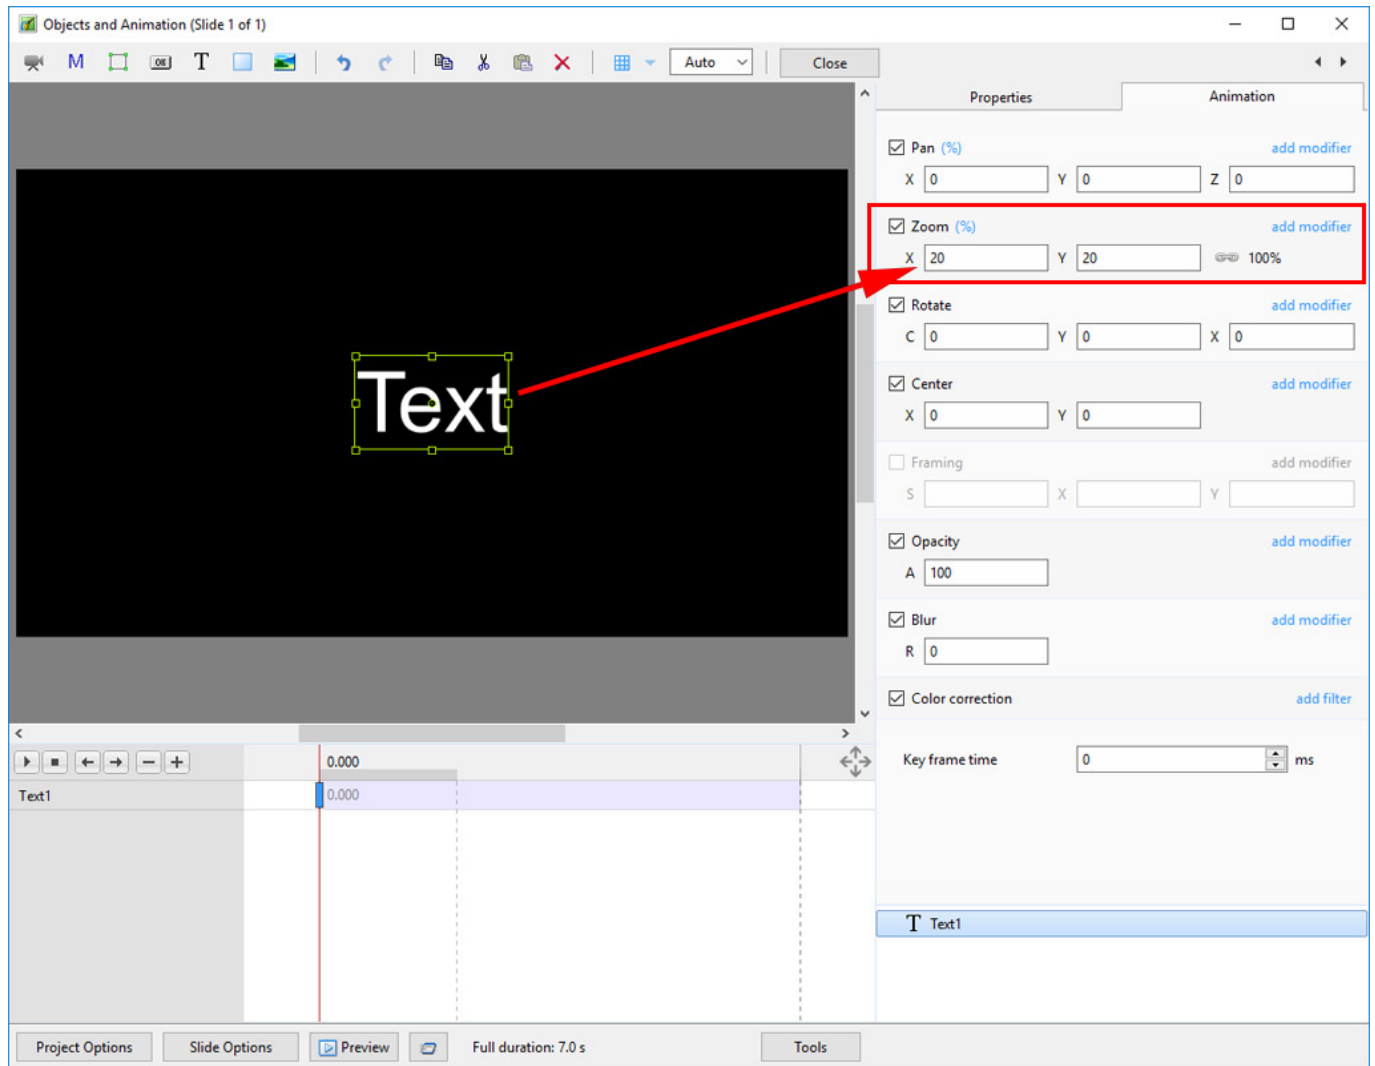 Objects and Animation (Slide 1 of 1)
M OK T Auto Close
Properties Animation
Pan (%) add modifier
X 0 Y 0 Z 0
Zoom (%) add modifier
X 20 Y 20 100%
Rotate add modifier
C 0 Y 0 X 0
Center add modifier
X 0 Y 0
Framing add modifier
S X Y
Opacity add modifier
A 100
Blur add modifier
R 0
Color correction add filter
Key frame time 0 ms
Text
0.000
Text1 0.000
T Text1
Project Options Slide Options Preview Full duration: 7.0 s Tools